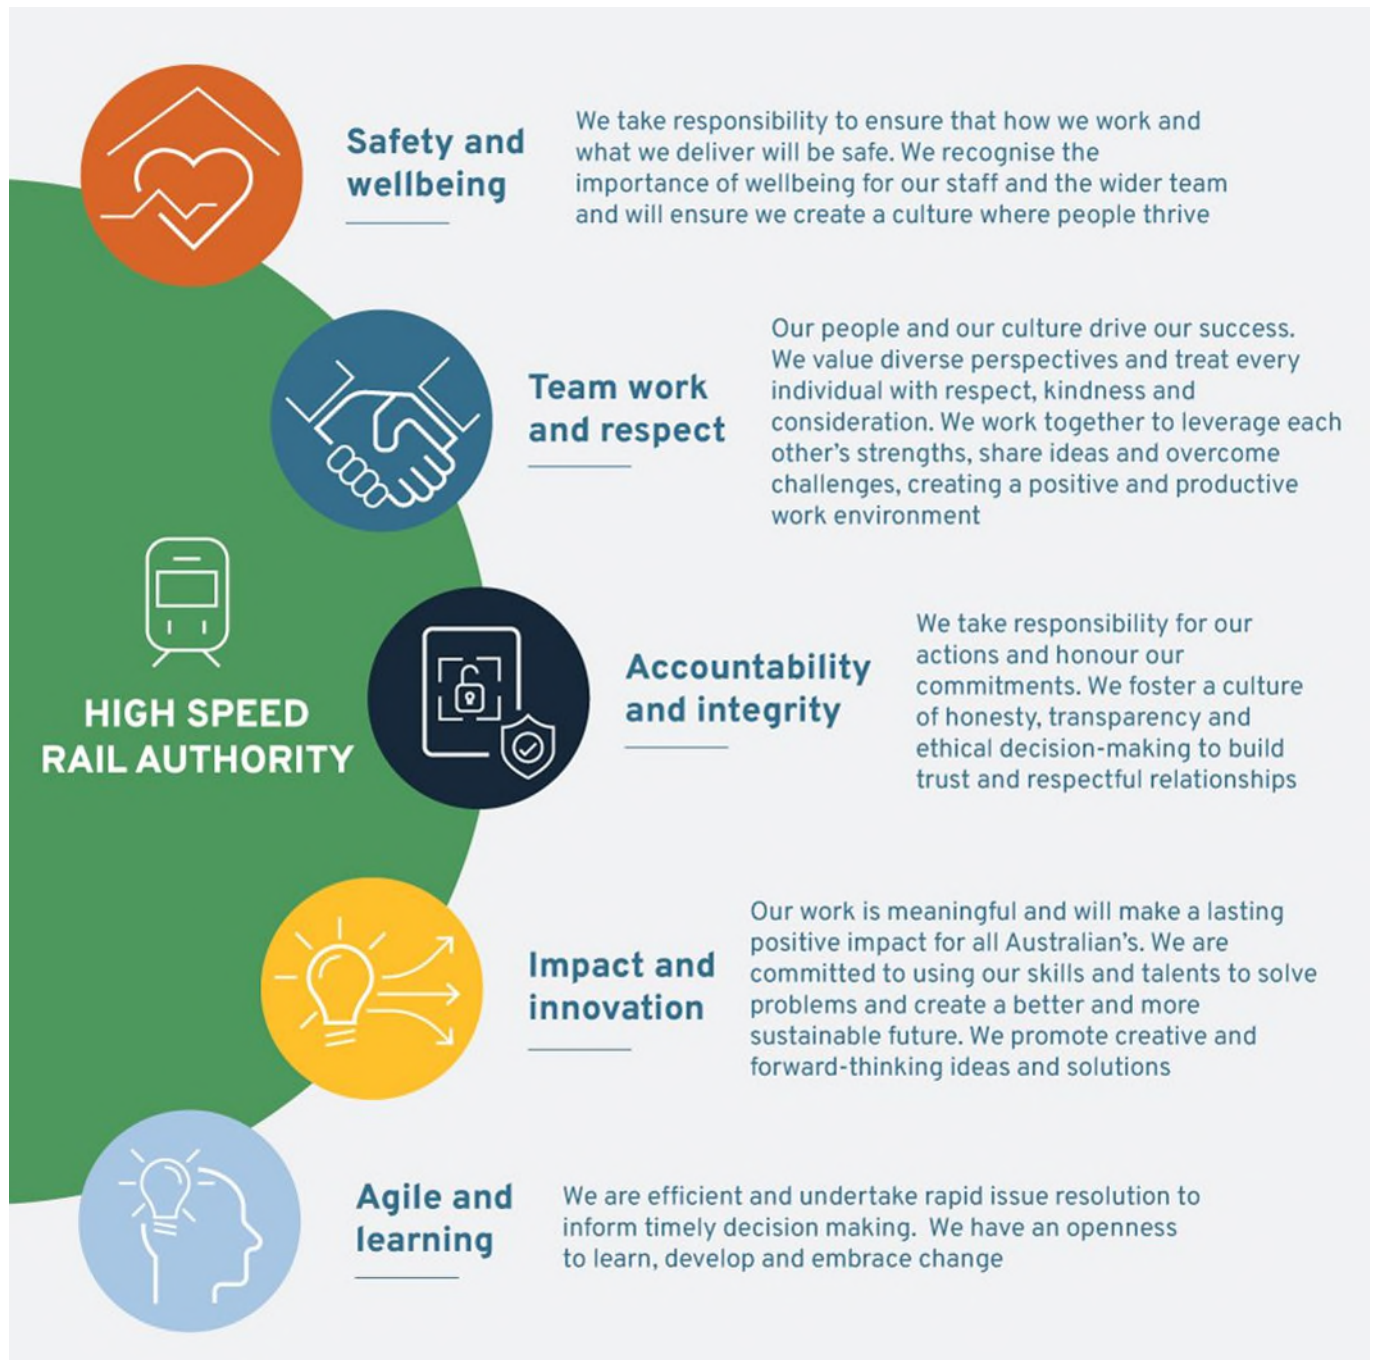 Safety and
wellbeing
We take responsibility to ensure that how we work and
what we deliver will be safe. We recognise the
importance of wellbeing for our staff and the wider team
and will ensure we create a culture where people thrive
Team work
and respect
Our people and our culture drive our success.
We value diverse perspectives and treat every
individual with respect, kindness and
consideration. We work together to leverage each
other's strengths, share ideas and overcome
challenges, creating a positive and productive
work environment
HIGH SPEED
RAIL AUTHORITY
Accountability
and integrity
We take responsibility for our
actions and honour our
commitments. We foster a culture
of honesty, transparency and
ethical decision-making to build
trust and respectful relationships
Impact and
innovation
Our work is meaningful and will make a lasting
positive impact for all Australian's. We are
committed to using our skills and talents to solve
problems and create a better and more
sustainable future. We promote creative and
forward-thinking ideas and solutions
Agile and
learning
We are efficient and undertake rapid issue resolution to
inform timely decision making.  We have an openness
to learn, develop and embrace change